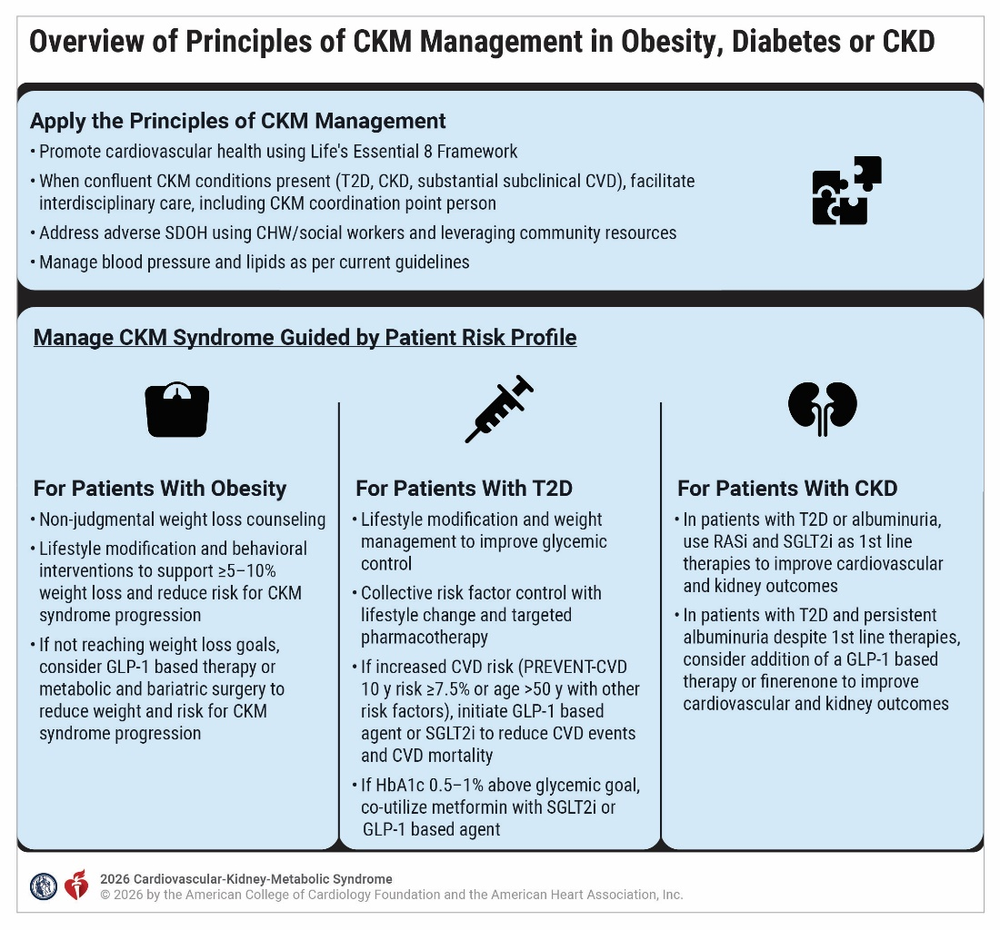 Overview of Principles of CKM Management in Obesity, Diabetes or CKD
Apply the Principles of CKM Management
• Promote cardiovascular health using Life's Essential 8 Framework
• When confluent CKM conditions present (T2D, CKD, substantial subclinical CVD), facilitate
interdisciplinary care, including CKM coordination point person
• Address adverse SDOH using CHW/social workers and leveraging community resources
• Manage blood pressure and lipids as per current guidelines
Manage CKM Syndrome Guided by Patient Risk Profile
For Patients With Obesity
• Non-judgmental weight loss counseling
• Lifestyle modification and behavioral
interventions to support ≥5–10%
weight loss and reduce risk for CKM
syndrome progression
• If not reaching weight loss goals,
consider GLP-1 based therapy or
metabolic and bariatric surgery to
reduce weight and risk for CKM
syndrome progression
For Patients With T2D
• Lifestyle modification and weight
management to improve glycemic
control
• Collective risk factor control with
lifestyle change and targeted
pharmacotherapy
• If increased CVD risk (PREVENT-CVD
10 y risk ≥7.5% or age >50 y with other
risk factors), initiate GLP-1 based
agent or SGLT2i to reduce CVD events
and CVD mortality
• If HbA1c 0.5–1% above glycemic goal,
co-utilize metformin with SGLT2i or
GLP-1 based agent
For Patients With CKD
• In patients with T2D or albuminuria,
use RASi and SGLT2i as 1st line
therapies to improve cardiovascular
and kidney outcomes
• In patients with T2D and persistent
albuminuria despite 1st line therapies,
consider addition of a GLP-1 based
therapy or finerenone to improve
cardiovascular and kidney outcomes
2026 Cardiovascular-Kidney-Metabolic Syndrome
© 2026 by the American College of Cardiology Foundation and the American Heart Association, Inc.